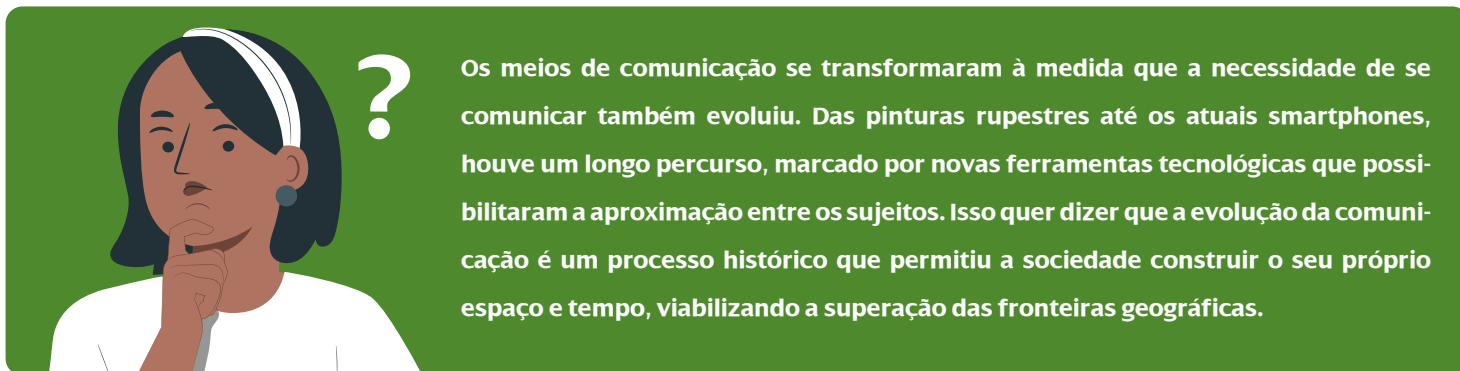 ?
Os meios de comunicação se transformaram à medida que a necessidade de se
comunicar também evoluiu. Das pinturas rupestres até os atuais smartphones,
houve um longo percurso, marcado por novas ferramentas tecnológicas que possi-
bilitaram a aproximação entre os sujeitos. Isso quer dizer que a evolução da comuni-
cação é um processo histórico que permitiu a sociedade construir o seu próprio
espaço e tempo, viabilizando a superação das fronteiras geográficas.